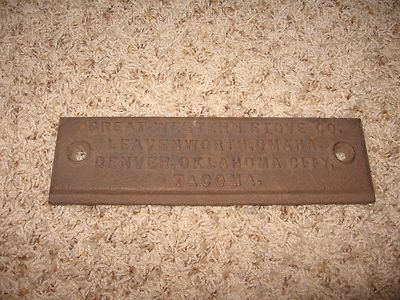 GREAT WESTERN STOVE CO.
LEAVENWORTH, OMAHA,
DENVER, OKLAHOMA CITY,
TACOMA.